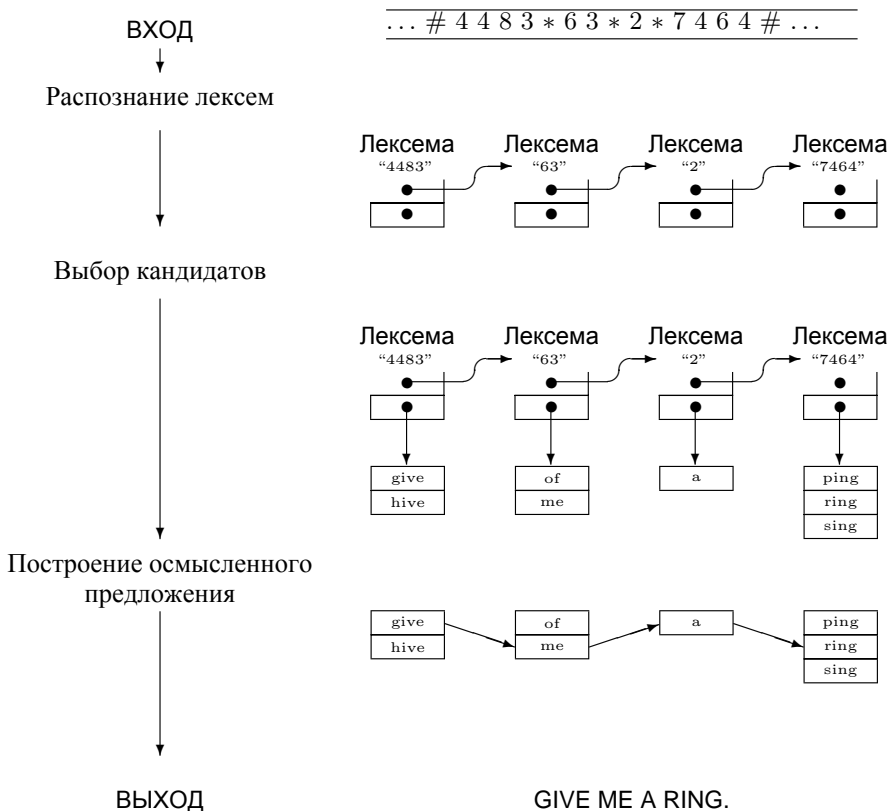 ВХОД
... # 4 4 8 3 * 6 3 * 2 * 7 4 6 4 # ...
Распознание лексем
Лексема Лексема Лексема Лексема
“4483” “63” “2” “7464”
Выбор кандидатов
Лексема Лексема Лексема Лексема
“4483” “63” “2” “7464”
give of a ping
hive me ring
sing
Построение осмысленного
предложения
give of a ping
hive me ring
sing
ВЫХОД
GIVE ME A RING.